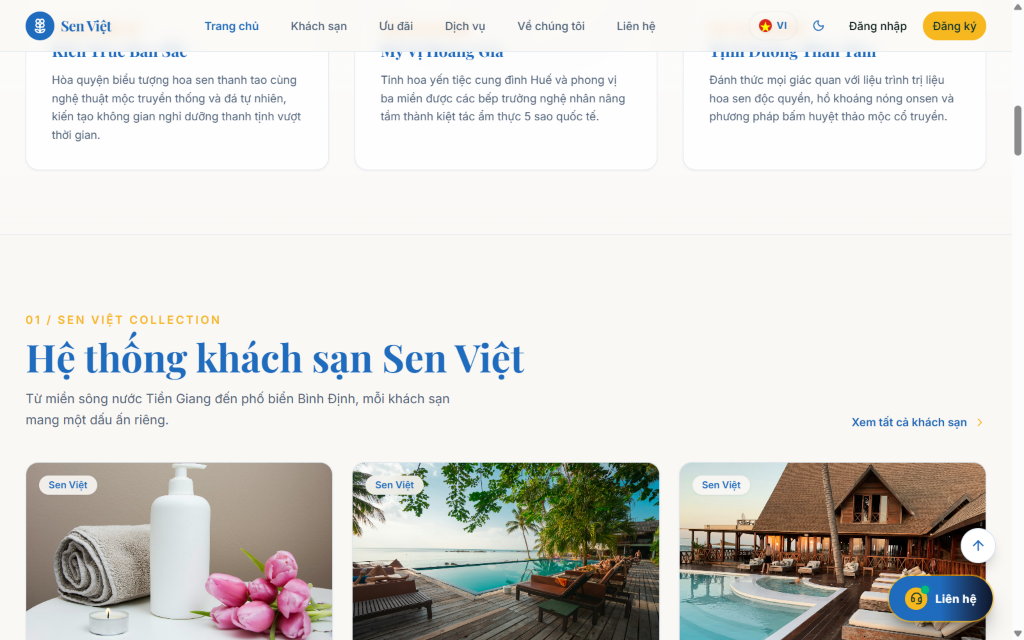 Sen Việt
Trang chủ
Khách sạn
Ưu đãi
Dịch vụ
Về chúng tôi
Liên hệ
VI
Đăng nhập
Đăng ký
Hòa quyện biểu tượng hoa sen thanh tao cùng
nghệ thuật mộc truyền thống và đá tự nhiên,
kiến tạo không gian nghỉ dưỡng thanh tịnh vượt
thời gian.
Tinh hoa yến tiệc cung đình Huế và phong vị
ba miền được các bếp trưởng nghệ nhân nâng
tầm thành kiệt tác ẩm thực 5 sao quốc tế.
Đánh thức mọi giác quan với liệu trình trị liệu
hoa sen độc quyền, hồ khoáng nóng onsen và
phương pháp bấm huyệt thảo mộc cổ truyền.
01 / SEN VIỆT COLLECTION
Hệ thống khách sạn Sen Việt
Từ miền sông nước Tiền Giang đến phố biển Bình Định, mỗi khách sạn
mang một dấu ấn riêng.
Xem tất cả khách sạn
Sen Việt
Sen Việt
Sen Việt
Liên hệ